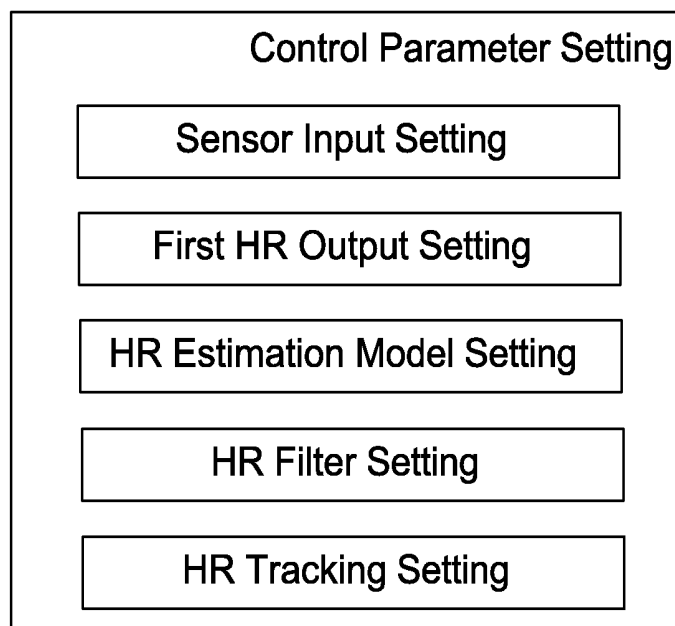 Control Parameter Setting
Sensor Input Setting
First HR Output Setting
HR Estimation Model Setting
HR Filter Setting
HR Tracking Setting